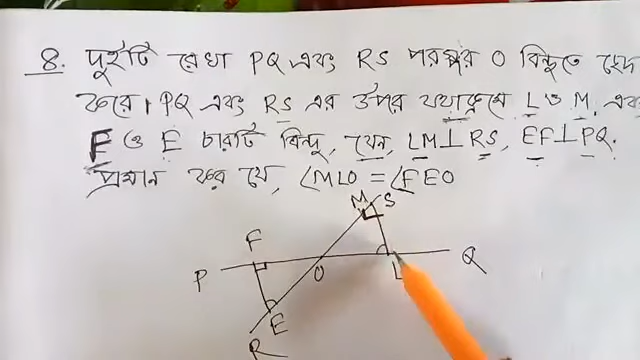 8. দুইটি রেখা PQ এবং RS পরস্পর O বিন্দুতে ছেদ
করে। PQ এবং RS এর উপর যথাক্রমে L ও M এবং
F ও E চারটি বিন্দু, যেন, LM⊥RS, EF⊥PQ.
প্রমান কর যে, ∠MLO = ∠FEO
M S
F
P O L Q
E
R